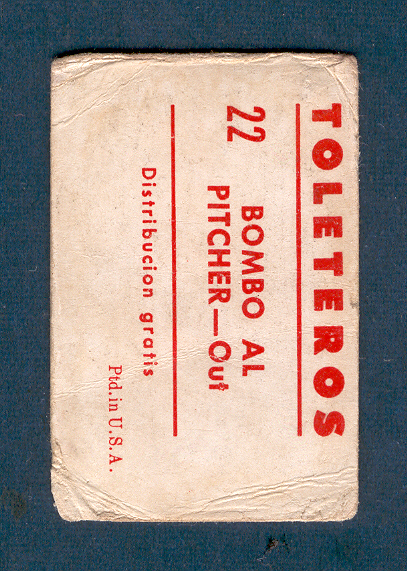 TOLETEROS
22 BOMBO AL
PITCHER—Out
Distribucion gratis
Ptd. in U.S.A.